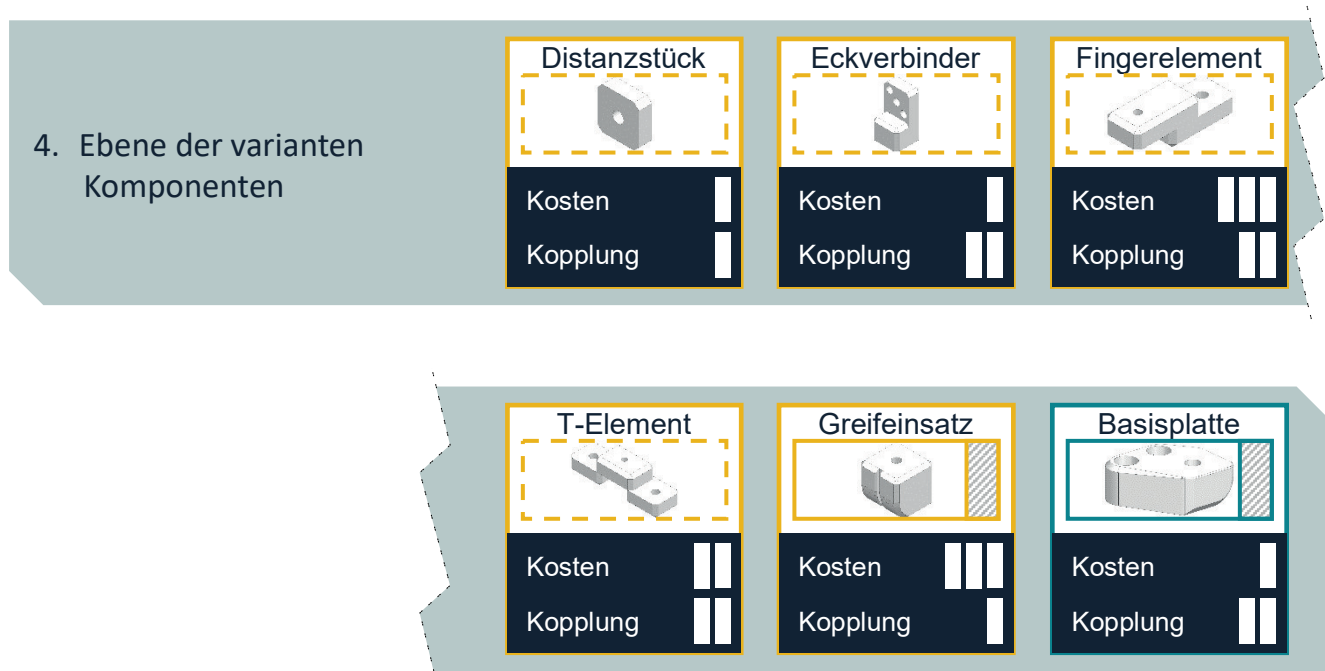 4. Ebene der varianten
Komponenten
Distanzstück
Kosten
Kopplung
Eckverbinder
Kosten
Kopplung
Fingerelement
Kosten
Kopplung
T-Element
Kosten
Kopplung
Greifeinsatz
Kosten
Kopplung
Basisplatte
Kosten
Kopplung